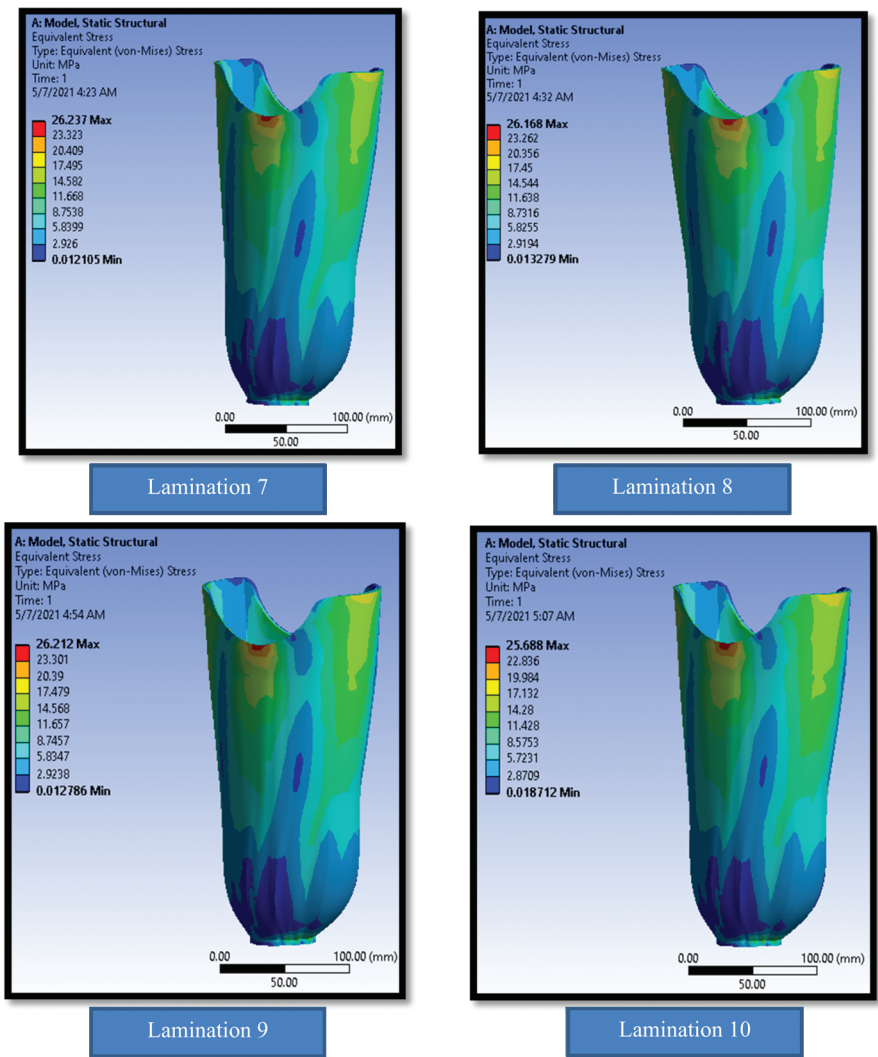 A: Model, Static Structural
Equivalent Stress
Type: Equivalent (von-Mises) Stress
Unit: MPa
Time: 1
5/7/2021 4:23 AM
26.237 Max
23.323
20.409
17.495
14.582
11.668
8.7538
5.8399
2.926
0.012105 Min
0.00
100.00 (mm)
50.00
Lamination 7
A: Model, Static Structural
Equivalent Stress
Type: Equivalent (von-Mises) Stress
Unit: MPa
Time: 1
5/7/2021 4:32 AM
26.168 Max
23.262
20.356
17.45
14.544
11.638
8.7316
5.8255
2.9194
0.013279 Min
0.00
100.00 (mm)
50.00
Lamination 8
A: Model, Static Structural
Equivalent Stress
Type: Equivalent (von-Mises) Stress
Unit: MPa
Time: 1
5/7/2021 4:54 AM
26.212 Max
23.301
20.39
17.479
14.568
11.657
8.7457
5.8347
2.9238
0.012786 Min
0.00
100.00 (mm)
50.00
Lamination 9
A: Model, Static Structural
Equivalent Stress
Type: Equivalent (von-Mises) Stress
Unit: MPa
Time: 1
5/7/2021 5:07 AM
25.688 Max
22.836
19.984
17.132
14.28
11.428
8.5753
5.7231
2.8709
0.018712 Min
0.00
100.00 (mm)
50.00
Lamination 10